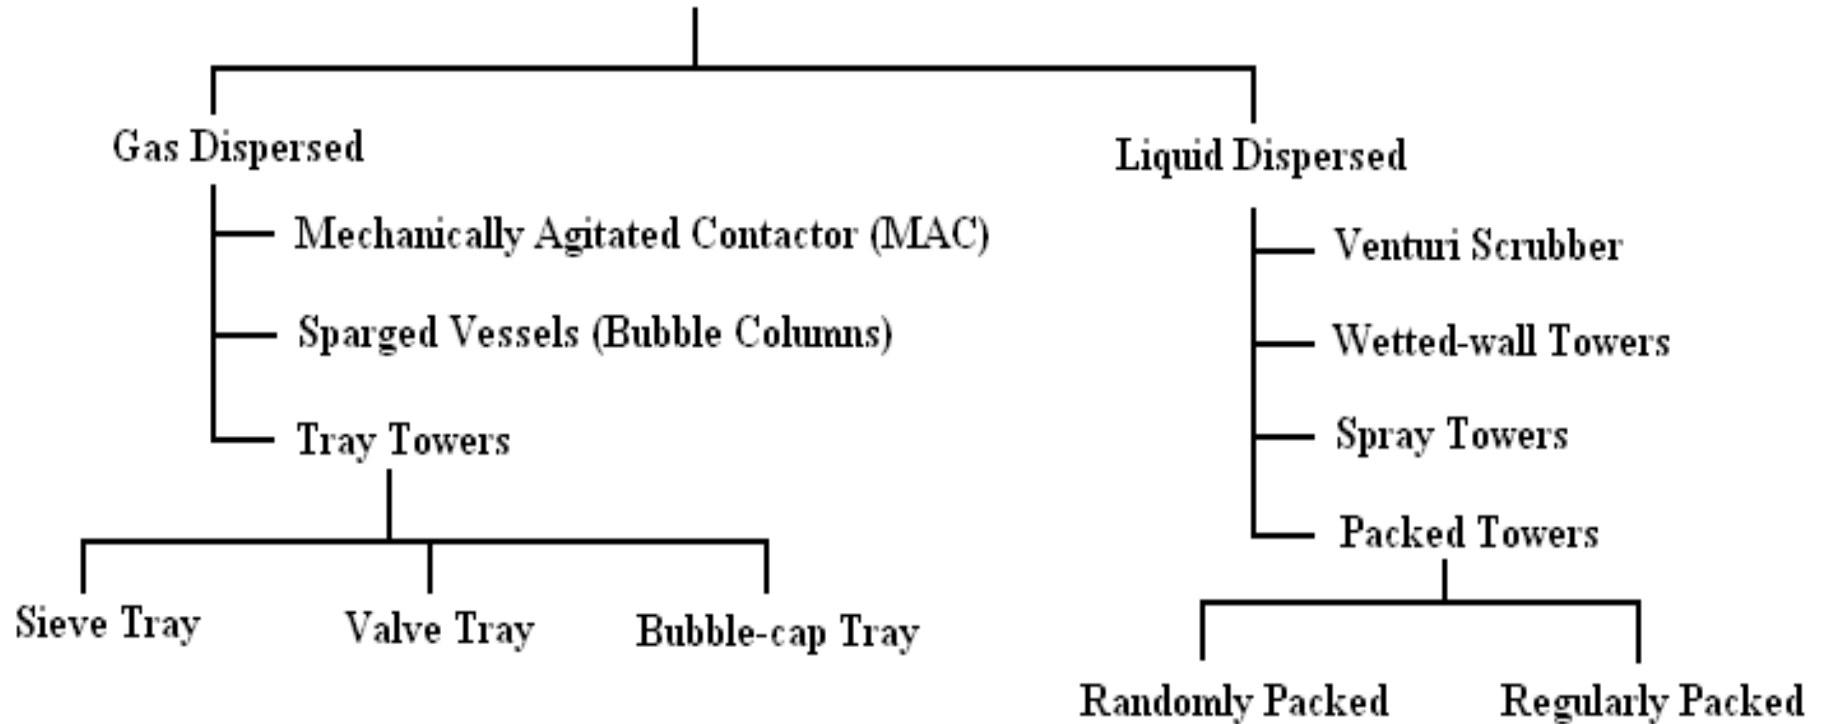 Gas Dispersed
Mechanically Agitated Contactor (MAC)
Sparged Vessels (Bubble Columns)
Tray Towers
Sieve Tray
Valve Tray
Bubble-cap Tray
Liquid Dispersed
Venturi Scrubber
Wetted-wall Towers
Spray Towers
Packed Towers
Randomly Packed
Regularly Packed